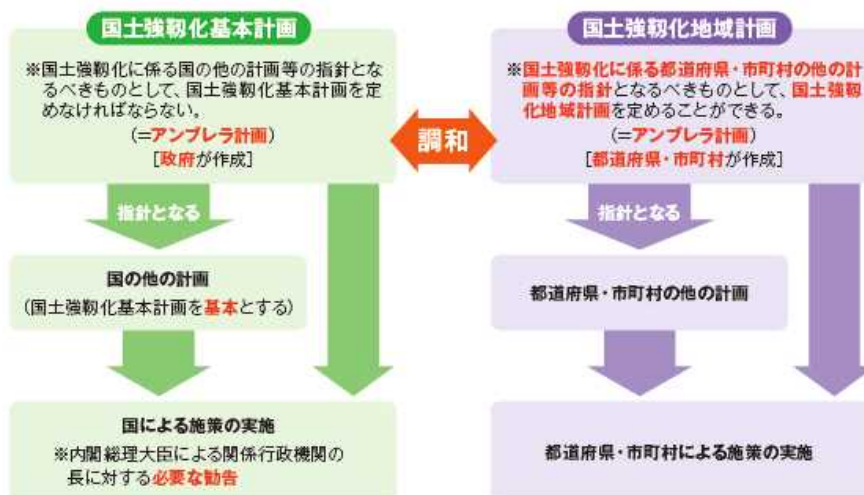 国土強靱化基本計画
※国土強靱化に係る国の他の計画等の指針とな
るべきものとして、国土強靱化基本計画を定
めなければならない。
(=アンブレラ計画)
[政府が作成]
指針となる
国の他の計画
(国土強靱化基本計画を基本とする)
国による施策の実施
※内閣総理大臣による関係行政機関の
長に対する必要な勧告
調和
国土強靱化地域計画
※国土強靱化に係る都道府県・市町村の他の計
画等の指針となるべきものとして、国土強靱
化地域計画を定めることができる。
(=アンブレラ計画)
[都道府県・市町村が作成]
指針となる
都道府県・市町村の他の計画
都道府県・市町村による施策の実施